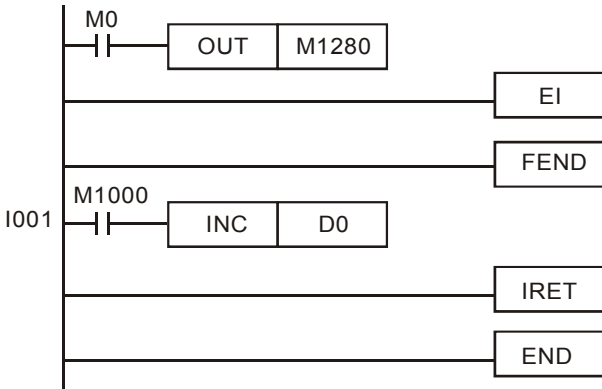 M0
OUT M1280
EI
FEND
M1000
I001 INC D0
IRET
END